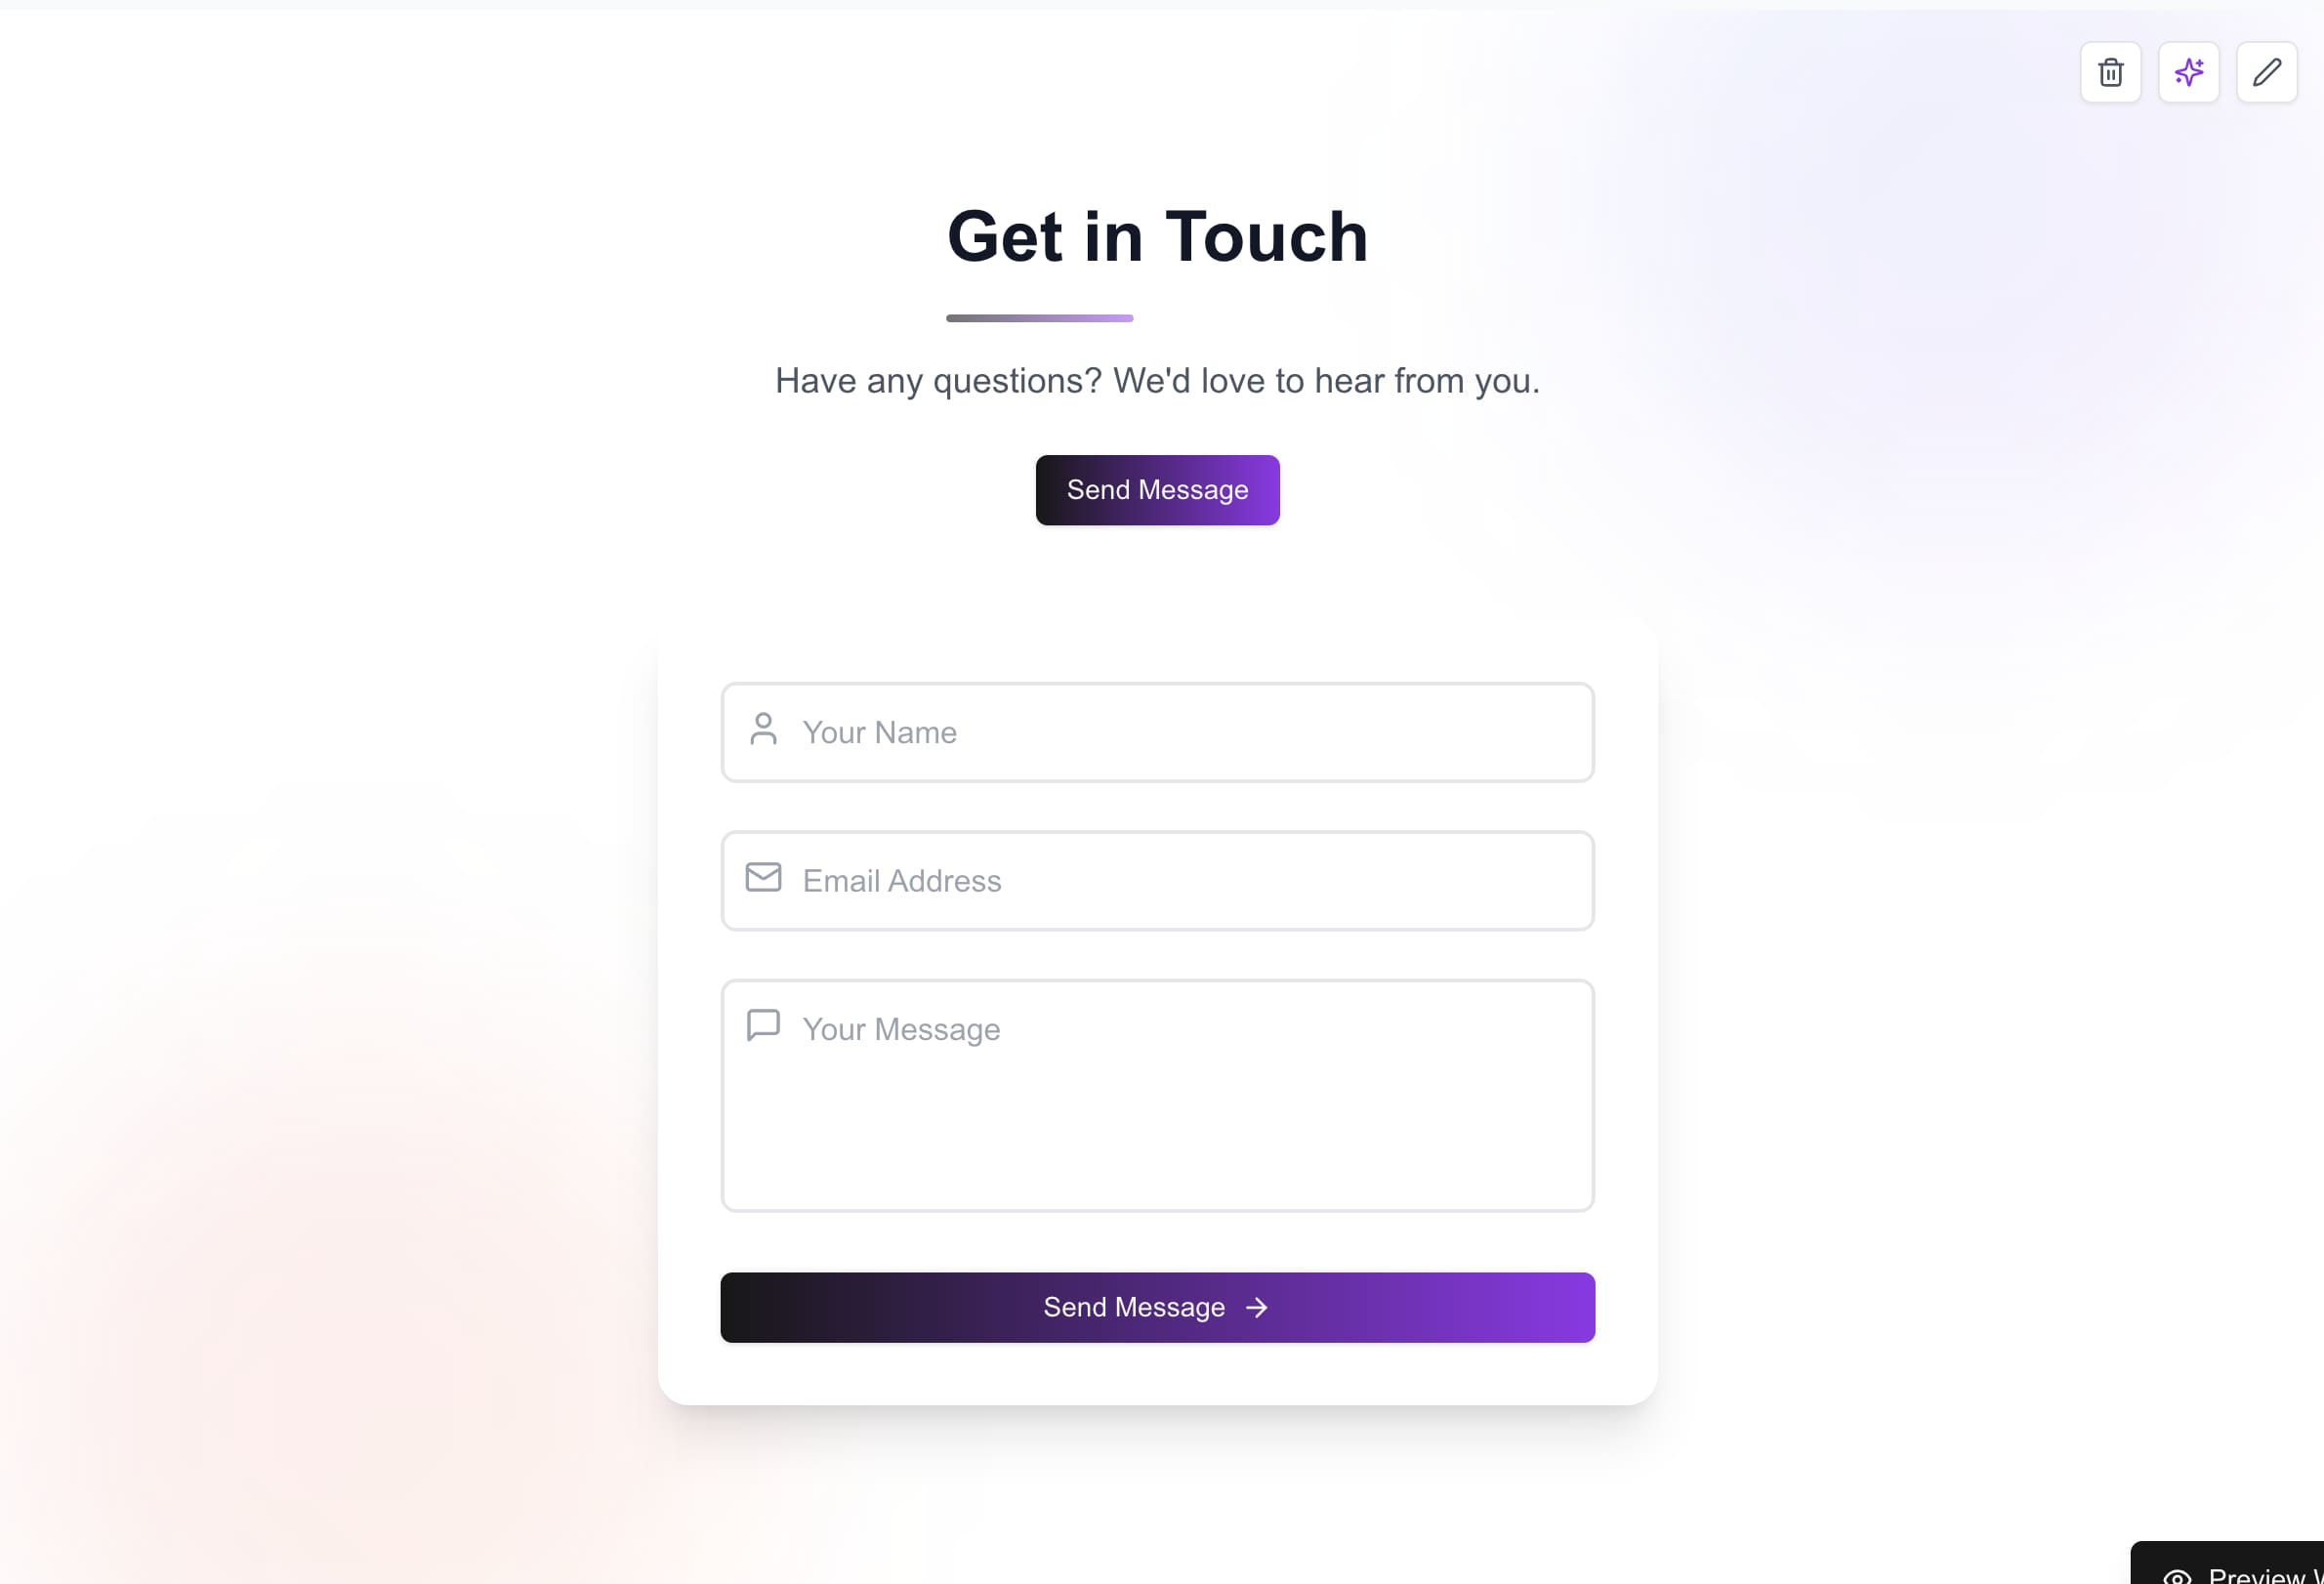 Get in Touch
Have any questions? We'd love to hear from you.
Send Message
Your Name
Email Address
Your Message
Send Message
Preview